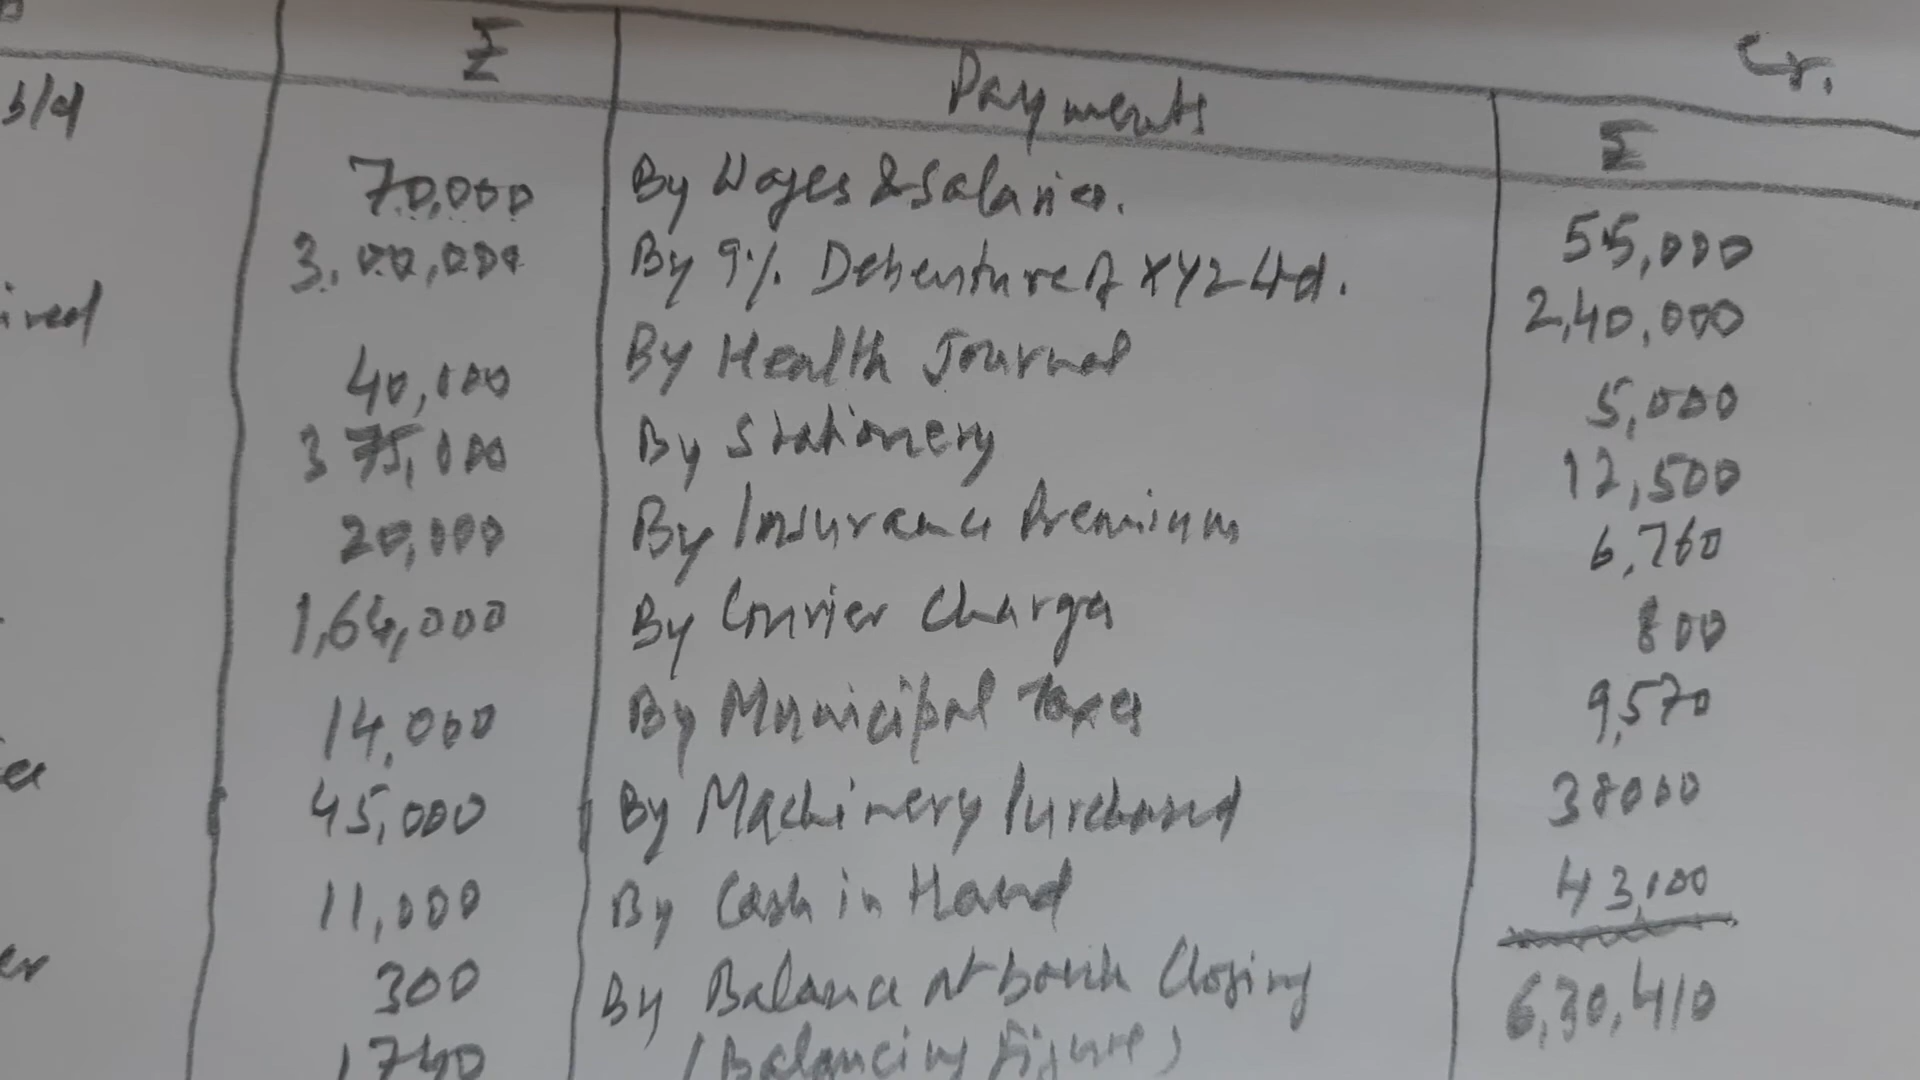 ₹ Payments Cr.
₹
b/d
70,000 By Wages & Salaries. 55,000
3,00,000 By 9% Debenture of XYZ Ltd. 2,40,000
40,000 By Health Journal 5,000
375,000 By Stationery 12,500
20,000 By Insurance Premium 6,760
1,64,000 By Courier Charges 800
14,000 By Municipal Taxes 9,570
45,000 By Machinery Purchased 38000
11,000 By Cash in Hand 43,100
300 By Balance at bank Closing 6,30,410
1740 (Balancing figure)